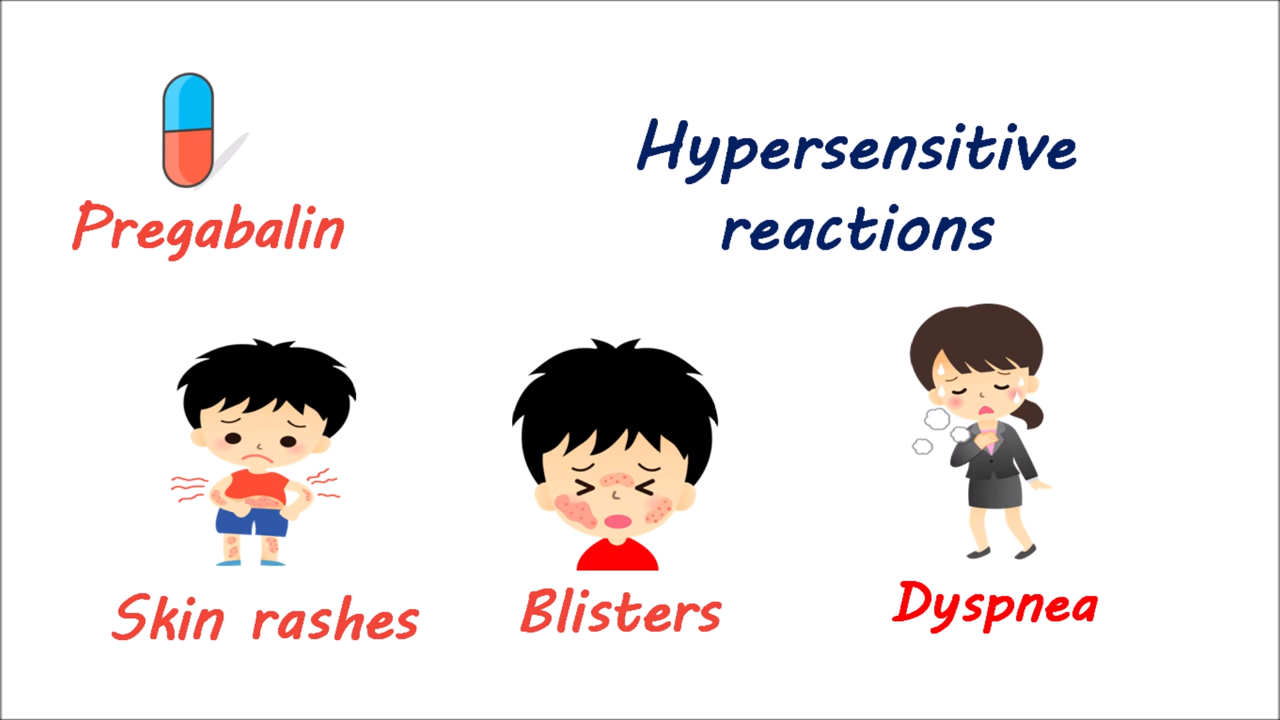 Pregabalin
Hypersensitive
reactions
Skin rashes
Blisters
Dyspnea